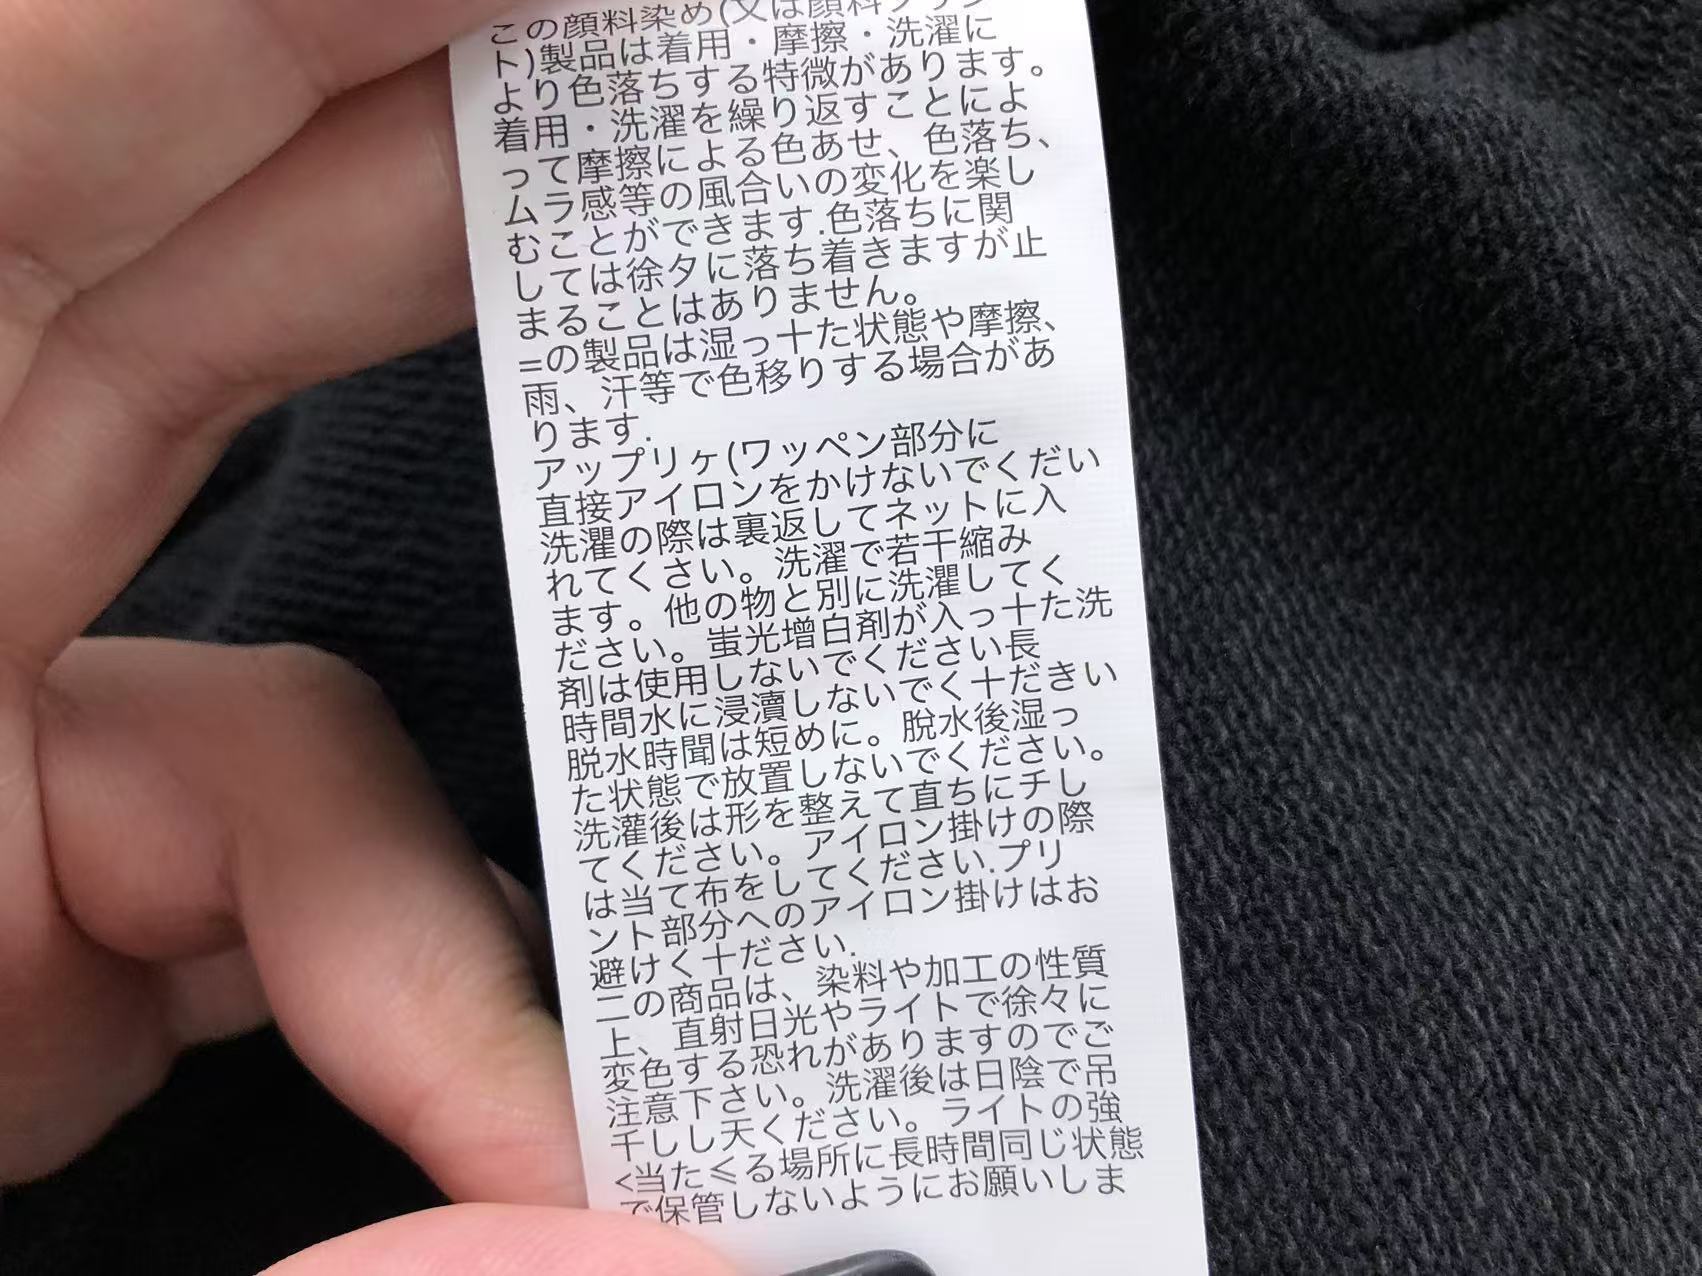 この顔料染め(又は顔料プリン
ト)製品は着用・摩擦・洗濯に
より色落ちする特微があります。
着用・洗濯を繰り返すことによ
って摩擦による色あせ、色落ち、
ムラ感等の風合いの変化を楽し
むことができます.色落ちに関
しては徐タに落ち着きますが止
まることはありません。
=の製品は湿っ十た状態や摩擦、
雨、汗等で色移りする場合があ
ります.
アップリヶ(ワッペン部分に
直接アイロンをかけないでくだい
洗濯の際は裏返してネットに入
れてくさい。洗濯で若干縮み
ます。他の物と別に洗濯してく
ださい。蚩光増白剤が入っ十た洗
剤は使用しないでください長
時間水に浸瀆しないでく十だきい
脱水時聞は短めに。脱水後湿っ
た状態で放置しないでください。
洗灌後は形を整えて直ちにチし
てください。アイロン掛けの際
は当て布をしてください.プリ
ント部分へのアイロン掛けはお
避けく十ださい.
二の商品は、染料や加工の性質
上、直射日光やライトで徐々に
変色する恐れがありますのでご
注意下さい。洗濯後は日陰で吊
干しし天ください。ライトの強
<当た≤る場所に長時間同じ状態
で保管しないようにお願いしま